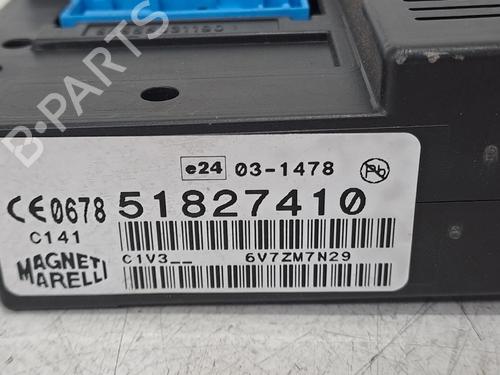 B-PARTS
e24 03-1478 Pb
CE0678 51827410
C141
C1V3__ 6V7ZM7N29
MAGNETI
MARELLI